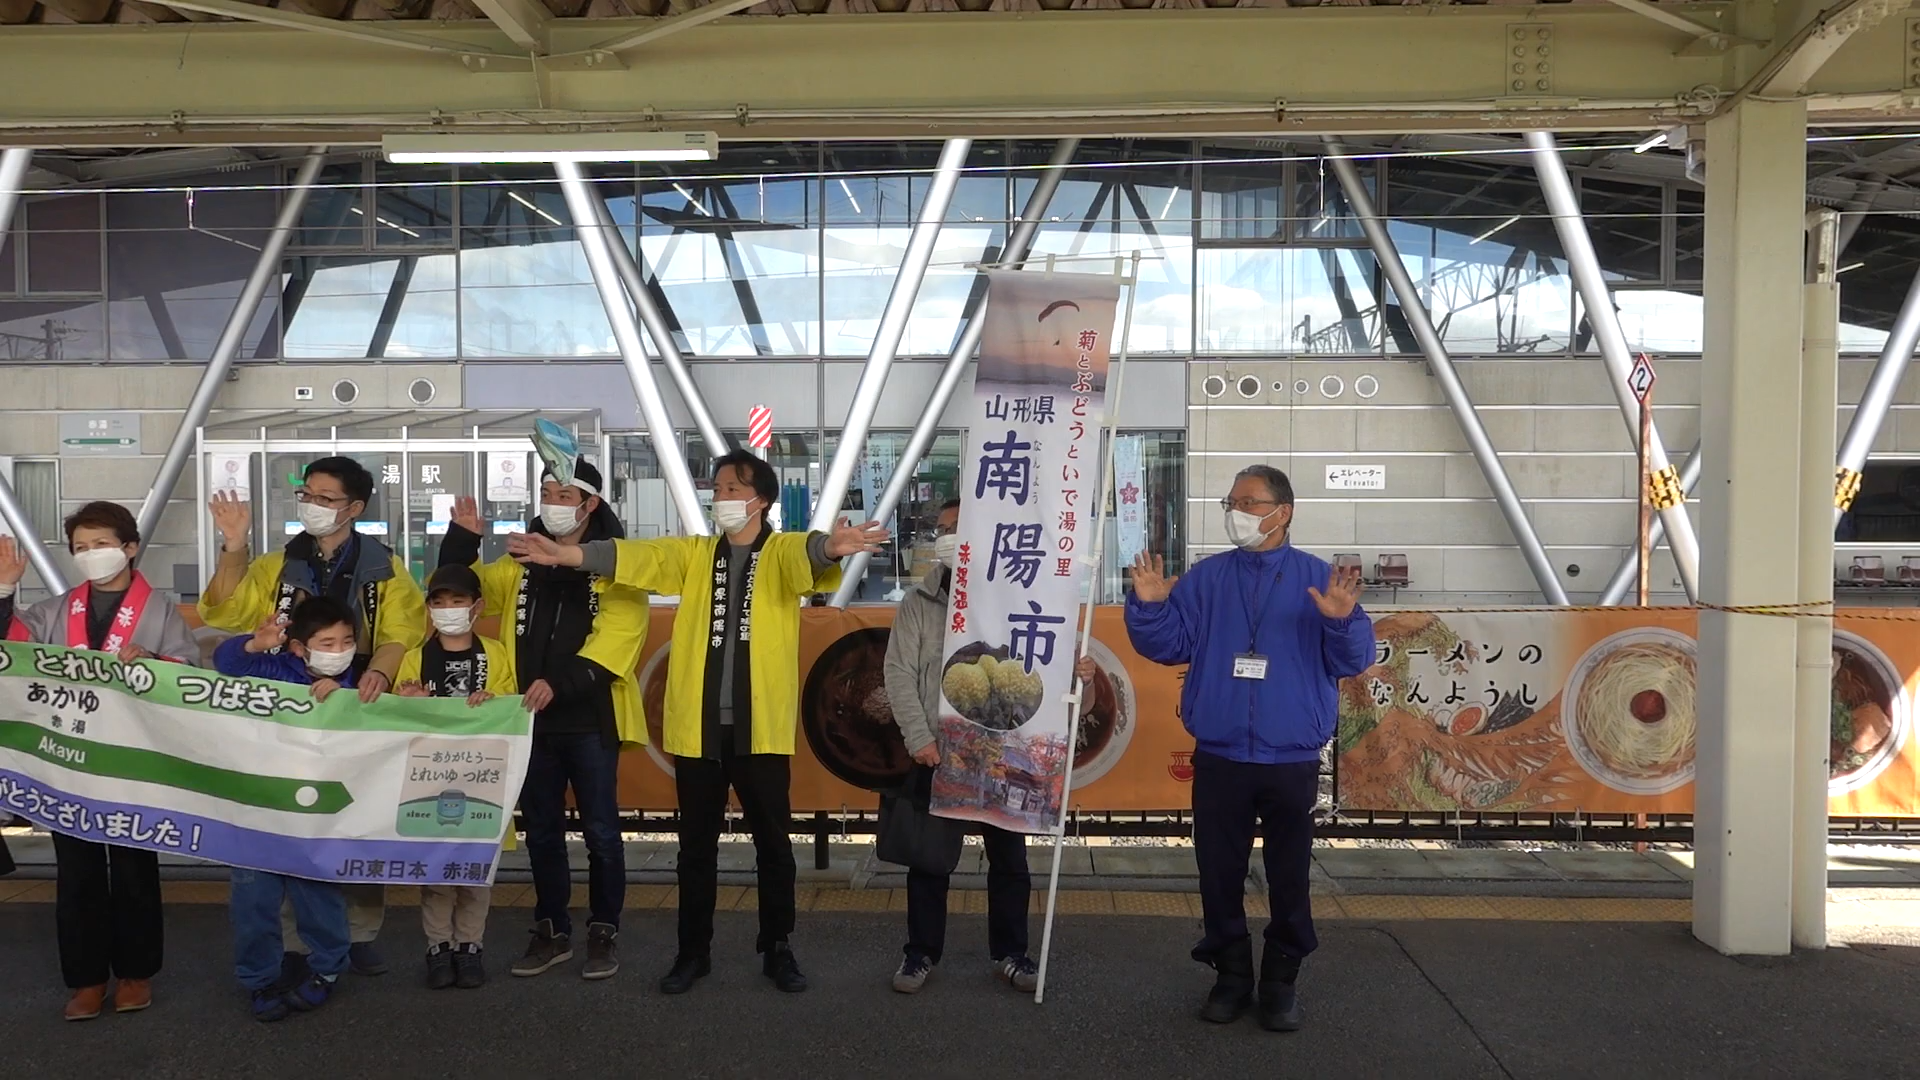 とれいゆ つばさ~
あかゆ
赤湯
Akayu
がとうございました!
ーありがとうー
とれいゆ つばさ
since 2014
JR東日本 赤湯
湯 駅
STATION
赤湯
山形県南陽市
菊とぶどうといで湯の里
山形県
南陽市
なんよう
赤湯温泉
←エレベーター
Elevator
2
ラーメンの
なんようし